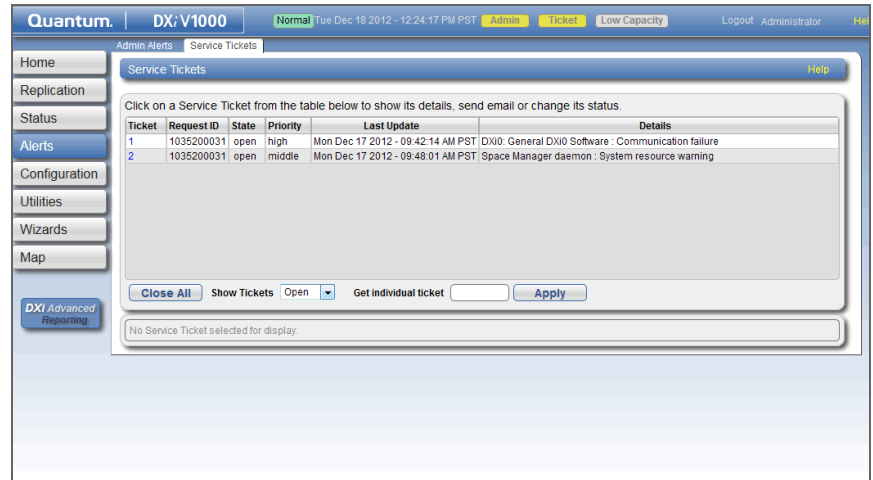 Quantum. DXi V1000 Normal Tue Dec 18 2012 - 12:24:17 PM PST Admin Ticket Low Capacity Logout Administrator Hel
Admin Alerts Service Tickets
Home
Replication
Status
Alerts
Configuration
Utilities
Wizards
Map
DXi Advanced
Reporting
Service Tickets Help
Click on a Service Ticket from the table below to show its details, send email or change its status.
Ticket Request ID State Priority Last Update Details
1 1035200031 open high Mon Dec 17 2012 - 09:42:14 AM PST DXi0: General DXi0 Software : Communication failure
2 1035200031 open middle Mon Dec 17 2012 - 09:48:01 AM PST Space Manager daemon : System resource warning
Close All Show Tickets Open Get individual ticket Apply
No Service Ticket selected for display.